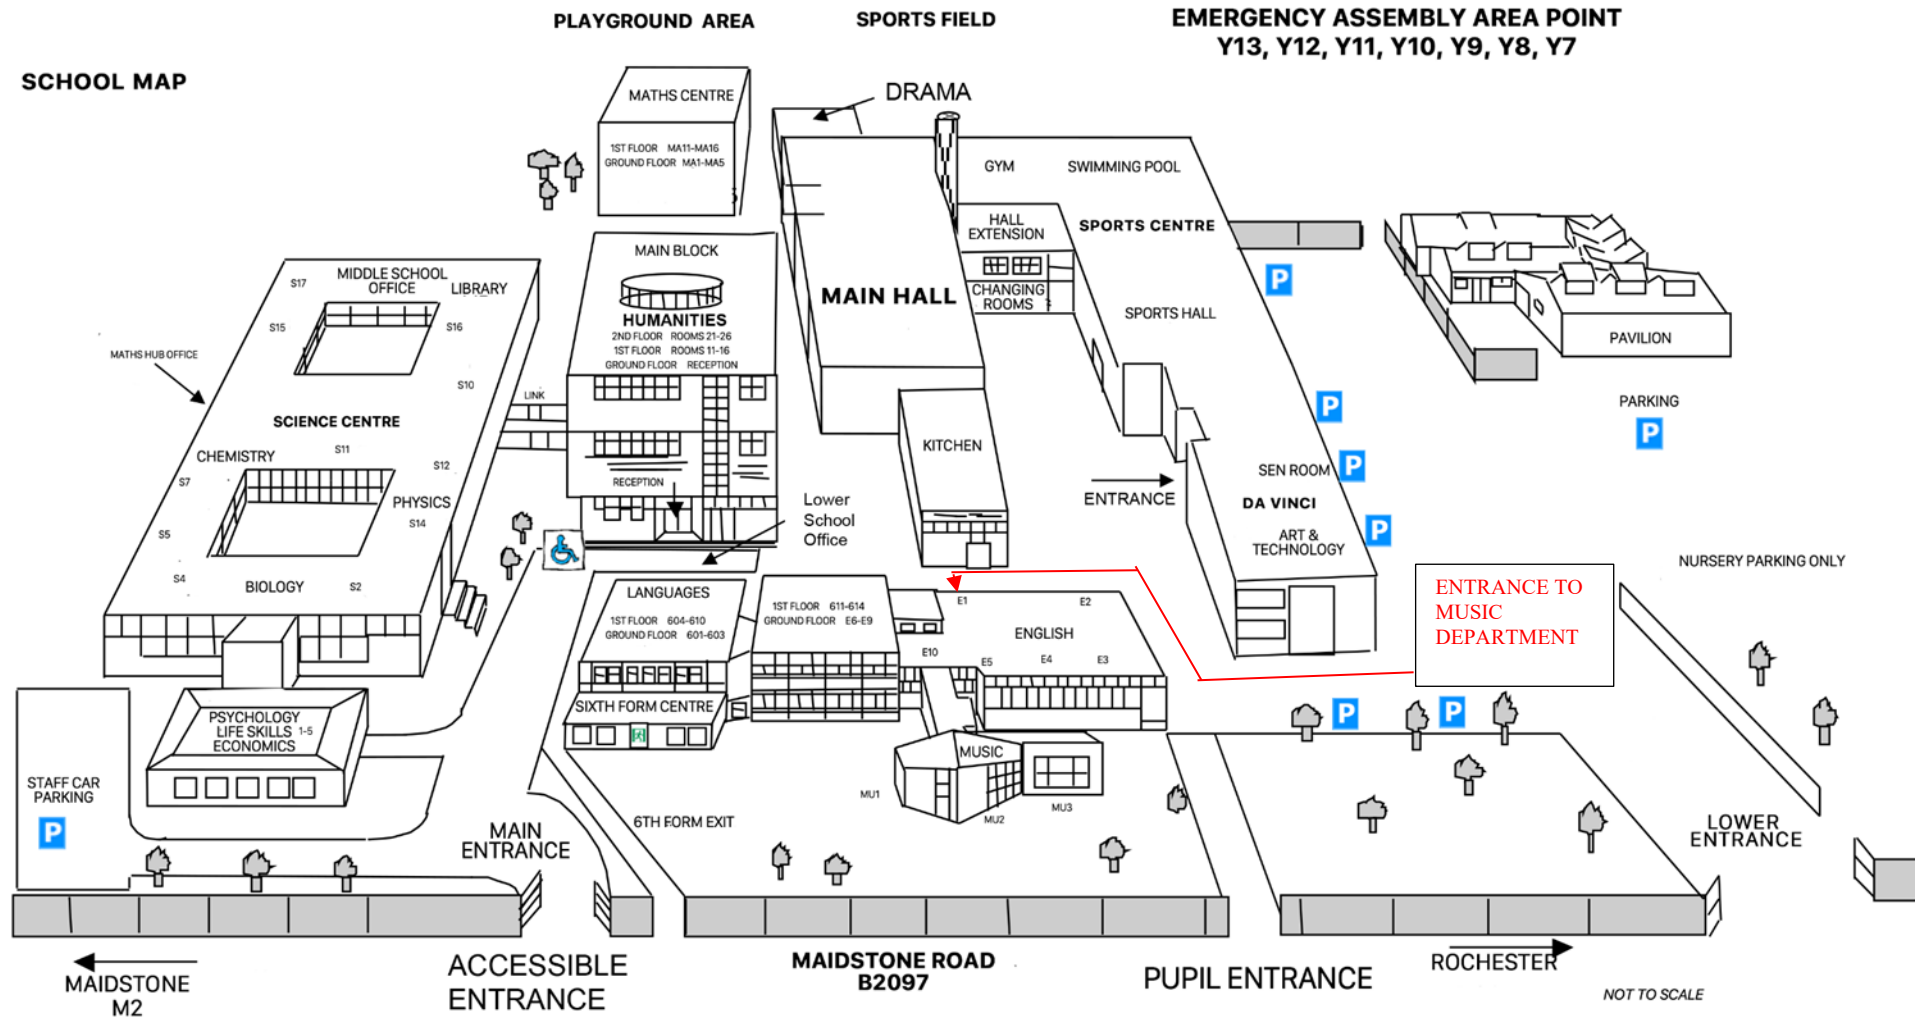 PLAYGROUND AREA
SPORTS FIELD
EMERGENCY ASSEMBLY AREA POINT
Y13, Y12, Y11, Y10, Y9, Y8, Y7
SCHOOL MAP
MATHS CENTRE
1ST FLOOR MA11-MA16
GROUND FLOOR MA1-MA5
DRAMA
GYM
SWIMMING POOL
HALL
EXTENSION
SPORTS CENTRE
CHANGING
ROOMS
SPORTS HALL
MAIN HALL
MAIN BLOCK
HUMANITIES
2ND FLOOR ROOMS 21-26
1ST FLOOR ROOMS 11-16
GROUND FLOOR RECEPTION
RECEPTION
LINK
S17
MIDDLE SCHOOL
OFFICE
LIBRARY
S15
S16
MATHS HUB OFFICE
S10
SCIENCE CENTRE
CHEMISTRY
S11
S12
S7
PHYSICS
S14
S5
S4
BIOLOGY
S2
P
PAVILION
P
PARKING
P
KITCHEN
ENTRANCE
SEN ROOM
P
DA VINCI
ART &
TECHNOLOGY
P
Lower
School
Office
NURSERY PARKING ONLY
ENTRANCE TO
MUSIC
DEPARTMENT
LANGUAGES
1ST FLOOR 604-610
GROUND FLOOR 601-603
1ST FLOOR 611-614
GROUND FLOOR E6-E9
E1
E2
ENGLISH
E10
E5
E4
E3
SIXTH FORM CENTRE
PSYCHOLOGY
LIFE SKILLS 1-5
ECONOMICS
MUSIC
MU1
MU2
MU3
P
P
STAFF CAR
PARKING
P
6TH FORM EXIT
MAIN
ENTRANCE
LOWER
ENTRANCE
MAIDSTONE
M2
ACCESSIBLE
ENTRANCE
MAIDSTONE ROAD
B2097
PUPIL ENTRANCE
ROCHESTER
NOT TO SCALE